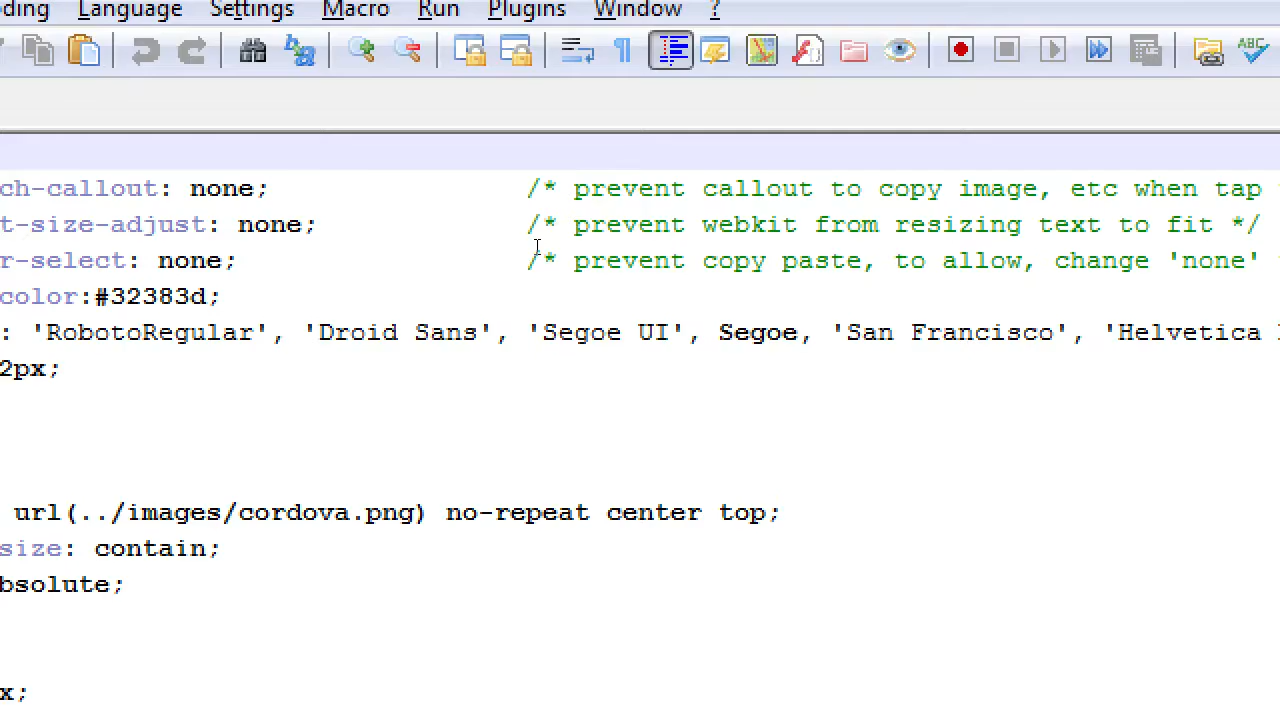 ding Language Settings Macro Run Plugins Window ?
ABC
ch-callout: none; /* prevent callout to copy image, etc when tap
t-size-adjust: none; /* prevent webkit from resizing text to fit */
r-select: none; /* prevent copy paste, to allow, change 'none'
color:#32383d;
: 'RobotoRegular', 'Droid Sans', 'Segoe UI', Segoe, 'San Francisco', 'Helvetica
2px;
url(../images/cordova.png) no-repeat center top;
size: contain;
bsolute;
x;